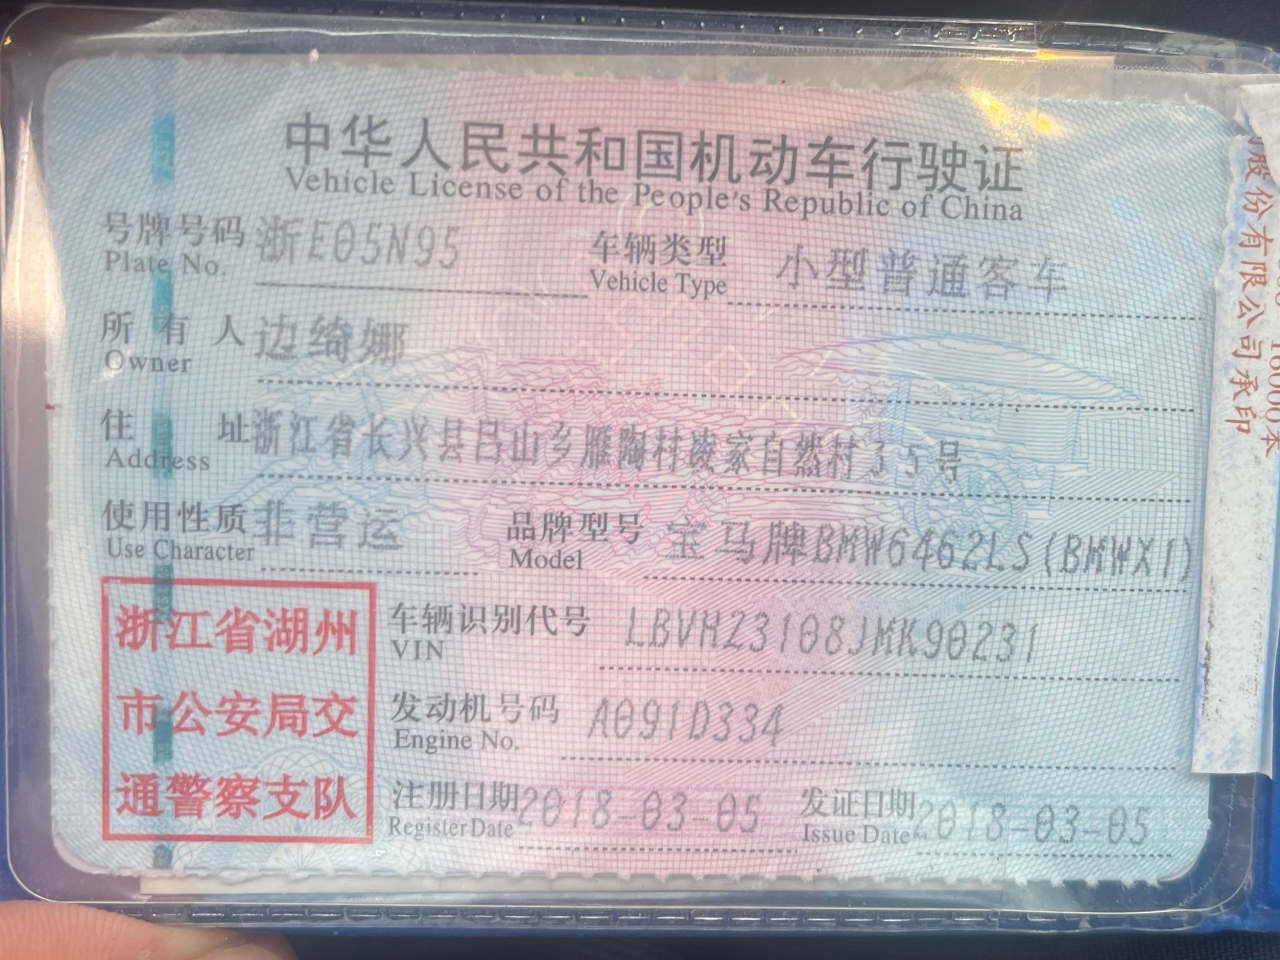 中华人民共和国机动车行驶证
Vehicle License of the People's Republic of China
号牌号码 浙E05N95 车辆类型 小型普通客车
Plate No. Vehicle Type
所有人 边绮娜
Owner
住址 浙江省长兴县吕山乡雁陶村凌家自然村35号
Address
使用性质 非营运 品牌型号 宝马牌BMW6462LS(BMWX1)
Use Character Model
浙江省湖州
市公安局交
通警察支队
车辆识别代号 LBVH23108JMK90231
VIN
发动机号码 A091D334
Engine No.
注册日期 2018-03-05 发证日期 2018-03-05
Register Date Issue Date
股份有限公司承印